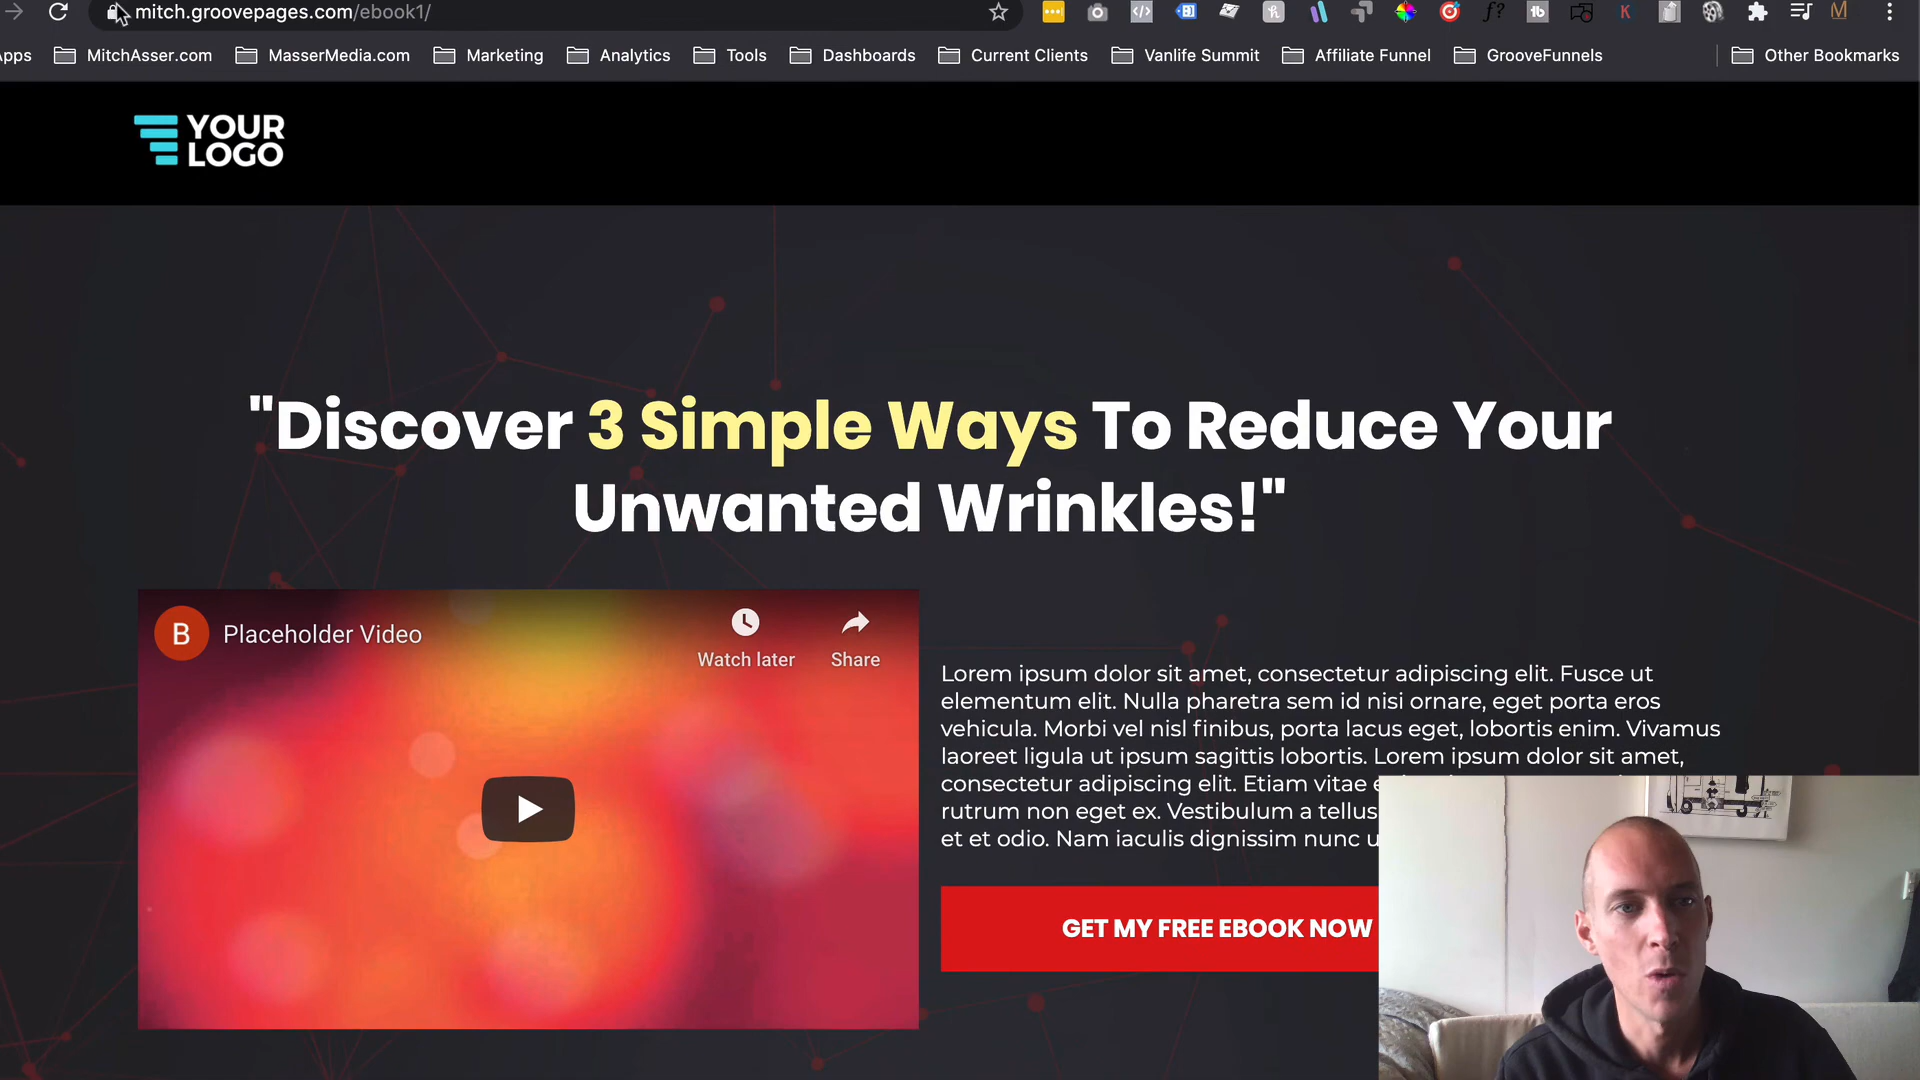 mitch.groovepages.com/ebook1/
pps MitchAsser.com MasserMedia.com Marketing Analytics Tools Dashboards Current Clients Vanlife Summit Affiliate Funnel GrooveFunnels Other Bookmarks
YOUR
LOGO
"Discover 3 Simple Ways To Reduce Your
Unwanted Wrinkles!"
B Placeholder Video
Watch later Share
Lorem ipsum dolor sit amet, consectetur adipiscing elit. Fusce ut
elementum elit. Nulla pharetra sem id nisi ornare, eget porta eros
vehicula. Morbi vel nisl finibus, porta lacus eget, lobortis enim. Vivamus
laoreet ligula ut ipsum sagittis lobortis. Lorem ipsum dolor sit amet,
consectetur adipiscing elit. Etiam vitae
rutrum non eget ex. Vestibulum a tellus
et et odio. Nam iaculis dignissim nunc
GET MY FREE EBOOK NOW